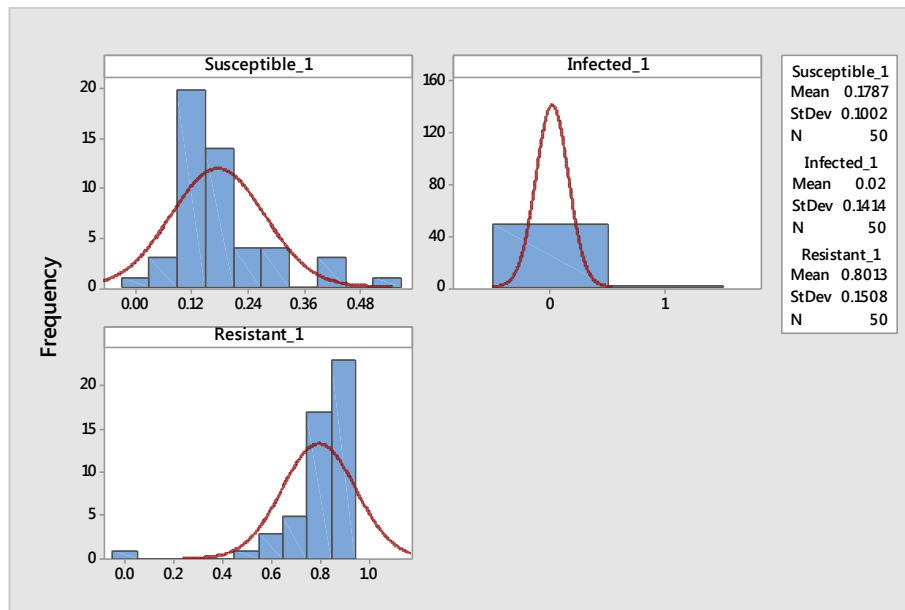 Susceptible_1
20
15
10
5
0
0.00 0.12 0.24 0.36 0.48
Infected_1
160
120
80
40
0
0 1
Susceptible_1
Mean 0.1787
StDev 0.1002
N 50
Infected_1
Mean 0.02
StDev 0.1414
N 50
Resistant_1
Mean 0.8013
StDev 0.1508
N 50
Frequency
Resistant_1
20
15
10
5
0
0.0 0.2 0.4 0.6 0.8 1.0